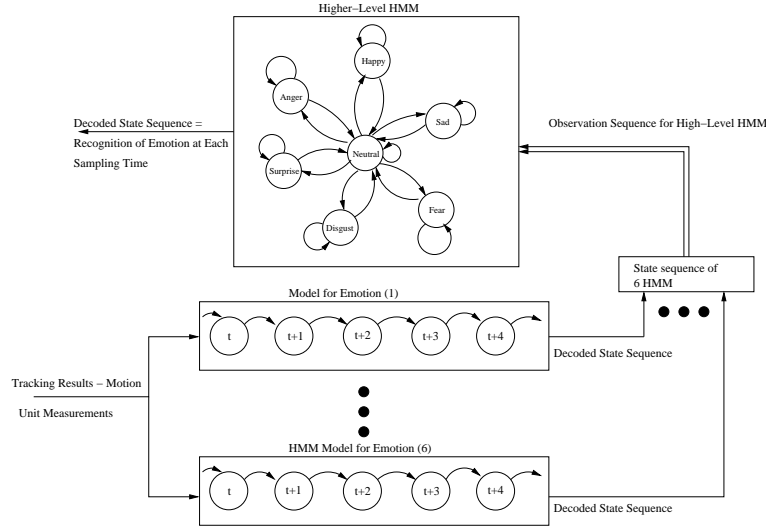 Higher–Level HMM
Happy
Anger
Sad
Decoded State Sequence =
Recognition of Emotion at Each
Sampling Time
Observation Sequence for High–Level HMM
Neutral
Surprise
Fear
Disgust
State sequence of
6 HMM
Model for Emotion (1)
t t+1 t+2 t+3 t+4
Decoded State Sequence
Tracking Results – Motion
Unit Measurements
HMM Model for Emotion (6)
t t+1 t+2 t+3 t+4
Decoded State Sequence